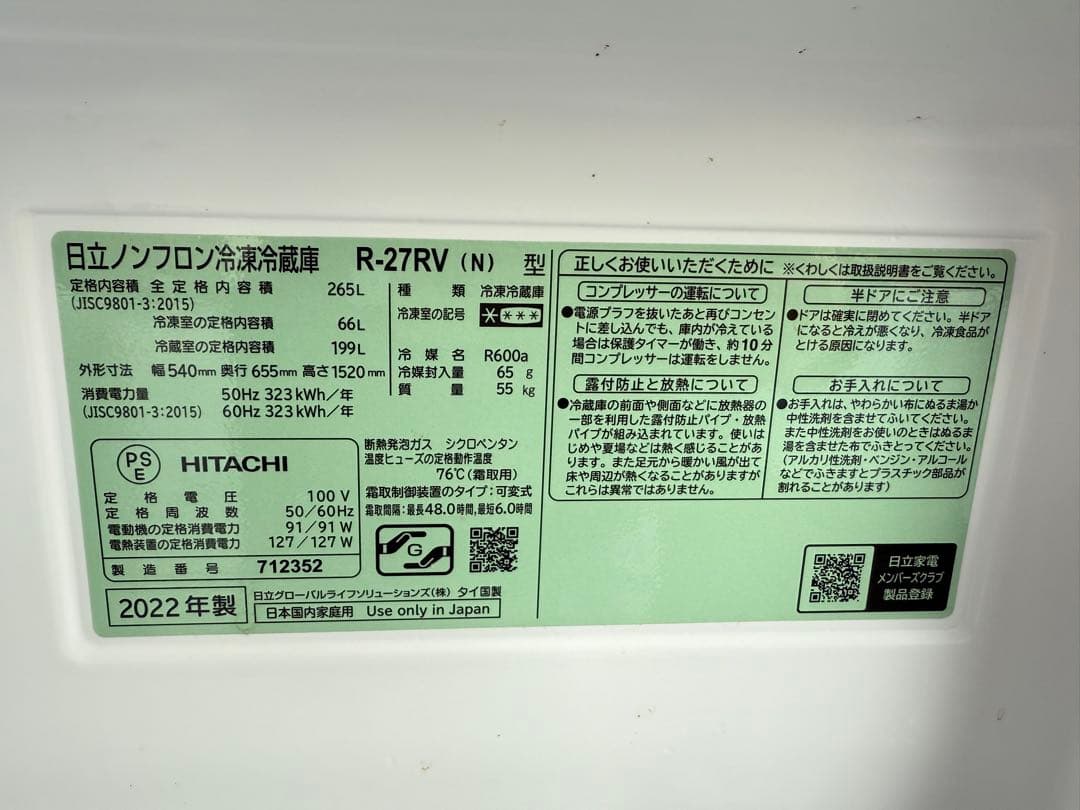 日立ノンフロン冷凍冷蔵庫 R-27RV (N) 型
定格内容積 全定格内容積 265L
(JISC9801-3:2015)
冷凍室の定格内容積 66L
冷蔵室の定格内容積 199L
外形寸法 幅540mm 奥行655mm 高さ1520mm
消費電力量 50Hz 323kWh/年
(JISC9801-3:2015) 60Hz 323kWh/年
種類 冷凍冷蔵庫
冷凍室の記号 ****
冷媒名 R600a
冷媒封入量 65 g
質量 55 kg
PSE HITACHI
定格電圧 100V
定格周波数 50/60Hz
電動機の定格消費電力 91/91W
電熱装置の定格消費電力 127/127W
製造番号 712352
断熱発泡ガス シクロペンタン
温度ヒューズの定格動作温度
76℃(霜取用)
霜取制御装置のタイプ:可変式
霜取間隔:最長48.0時間,最短6.0時間
G
2022年製
日立グローバルライフソリューションズ(株) タイ国製
日本国内家庭用 Use only in Japan
正しくお使いいただくために ※くわしくは取扱説明書をご覧ください。
コンプレッサーの運転について
●電源プラフを抜いたあと再びコンセン
トに差し込んでも、庫内が冷えている
場合は保護タイマーが働き、約10分
間コンプレッサーは運転をしません。
露付防止と放熱について
●冷蔵庫の前面や側面などに放熱器の
一部を利用した露付防止パイプ・放熱
パイプが組み込まれています。使いは
じめや夏場などは熱く感じることがあり
ます。また足元から暖かい風が出て
床や周辺が熱くなることがありますが
これらは異常ではありません。
半ドアにご注意
●ドアは確実に閉めてください。半ドア
になると冷えが悪くなり、冷凍食品が
とける原因になります。
お手入れについて
●お手入れは、やわらかい布にぬるま湯か
中性洗剤を含ませてふいてください。
また中性洗剤をお使いのときはぬるま
湯を含ませた布でふきとってください。
(アルカリ性洗剤・ベンジン・アルコール
などでふきますとプラスチック部品が
割れることがあります)
日立家電
メンバーズクラブ
製品登録